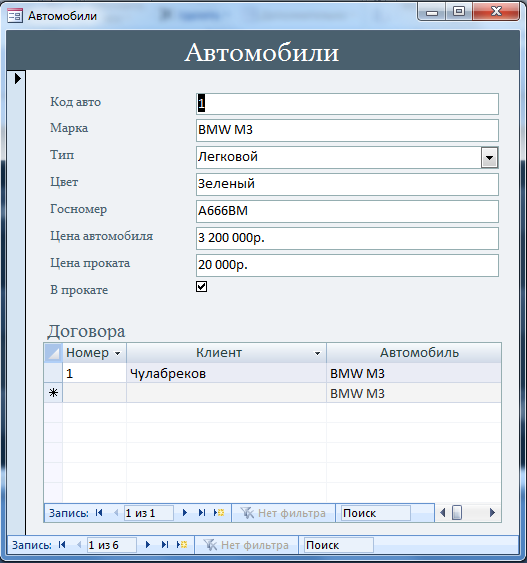 Автомобили
Автомобили
Код авто 1
Марка BMW M3
Тип Легковой
Цвет Зеленый
Госномер А666ВМ
Цена автомобиля 3 200 000р.
Цена проката 20 000р.
В прокате
Договора
Номер Клиент Автомобиль
1 Чулабреков BMW M3
BMW M3
Запись: 1 из 1 Нет фильтра Поиск
Запись: 1 из 6 Нет фильтра Поиск